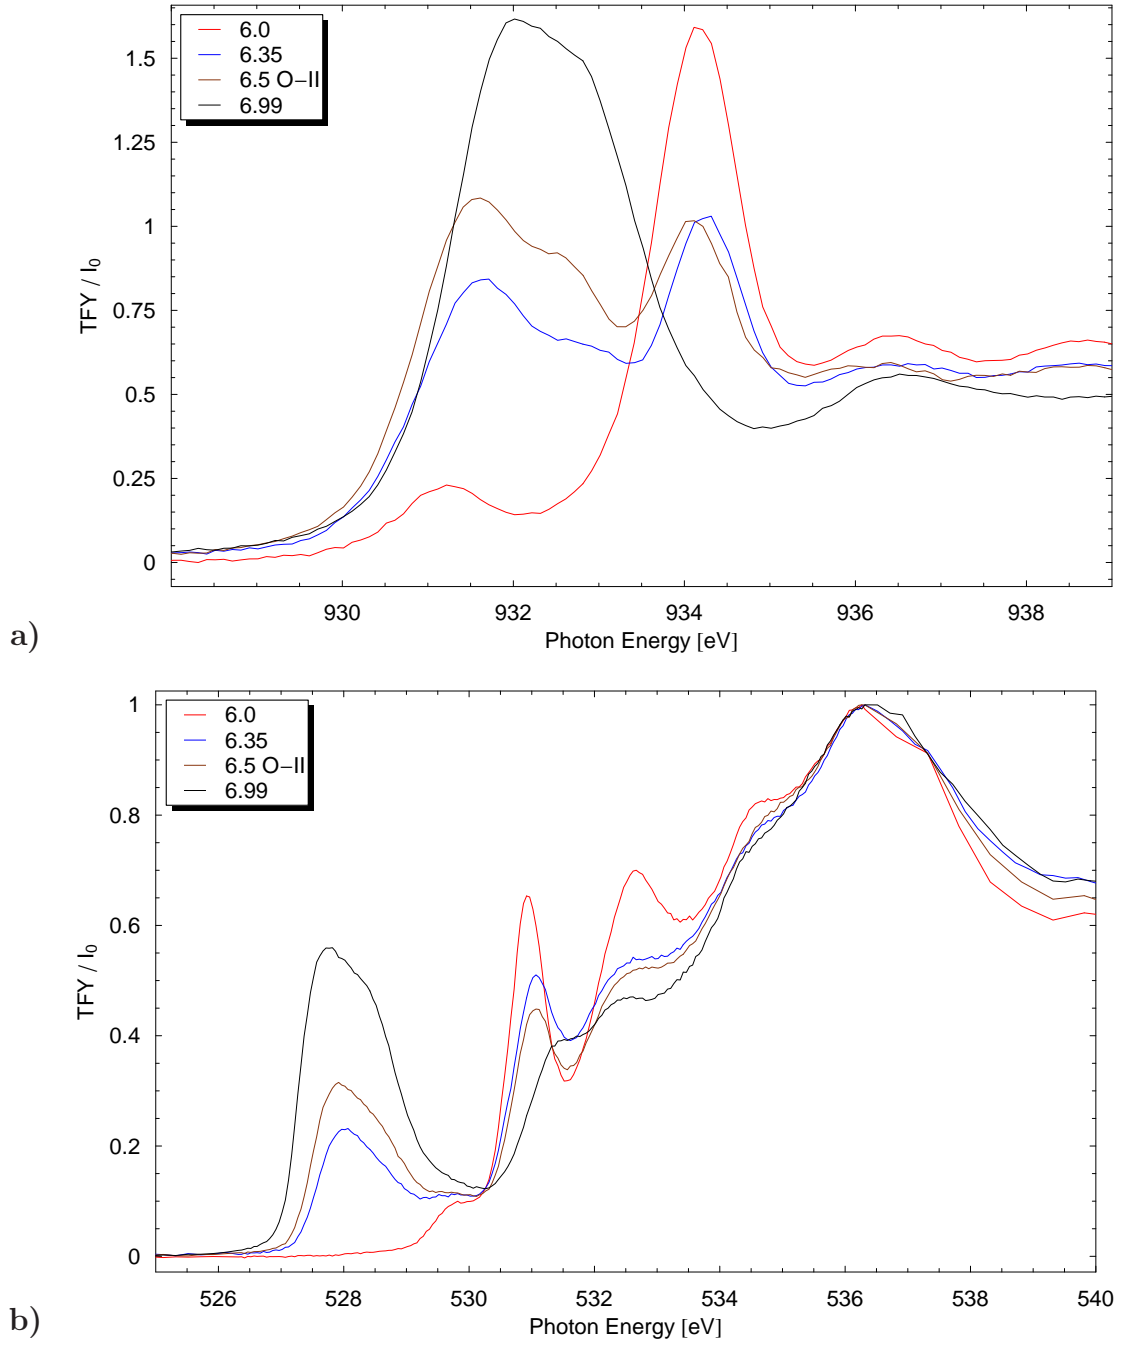 6.0
6.35
6.5 O−II
6.99
1.5
1.25
1
0.75
0.5
0.25
0
TFY / I0
930 932 934 936 938
Photon Energy [eV]
a)
6.0
6.35
6.5 O−II
6.99
1
0.8
0.6
0.4
0.2
0
TFY / I0
526 528 530 532 534 536 538 540
Photon Energy [eV]
b)